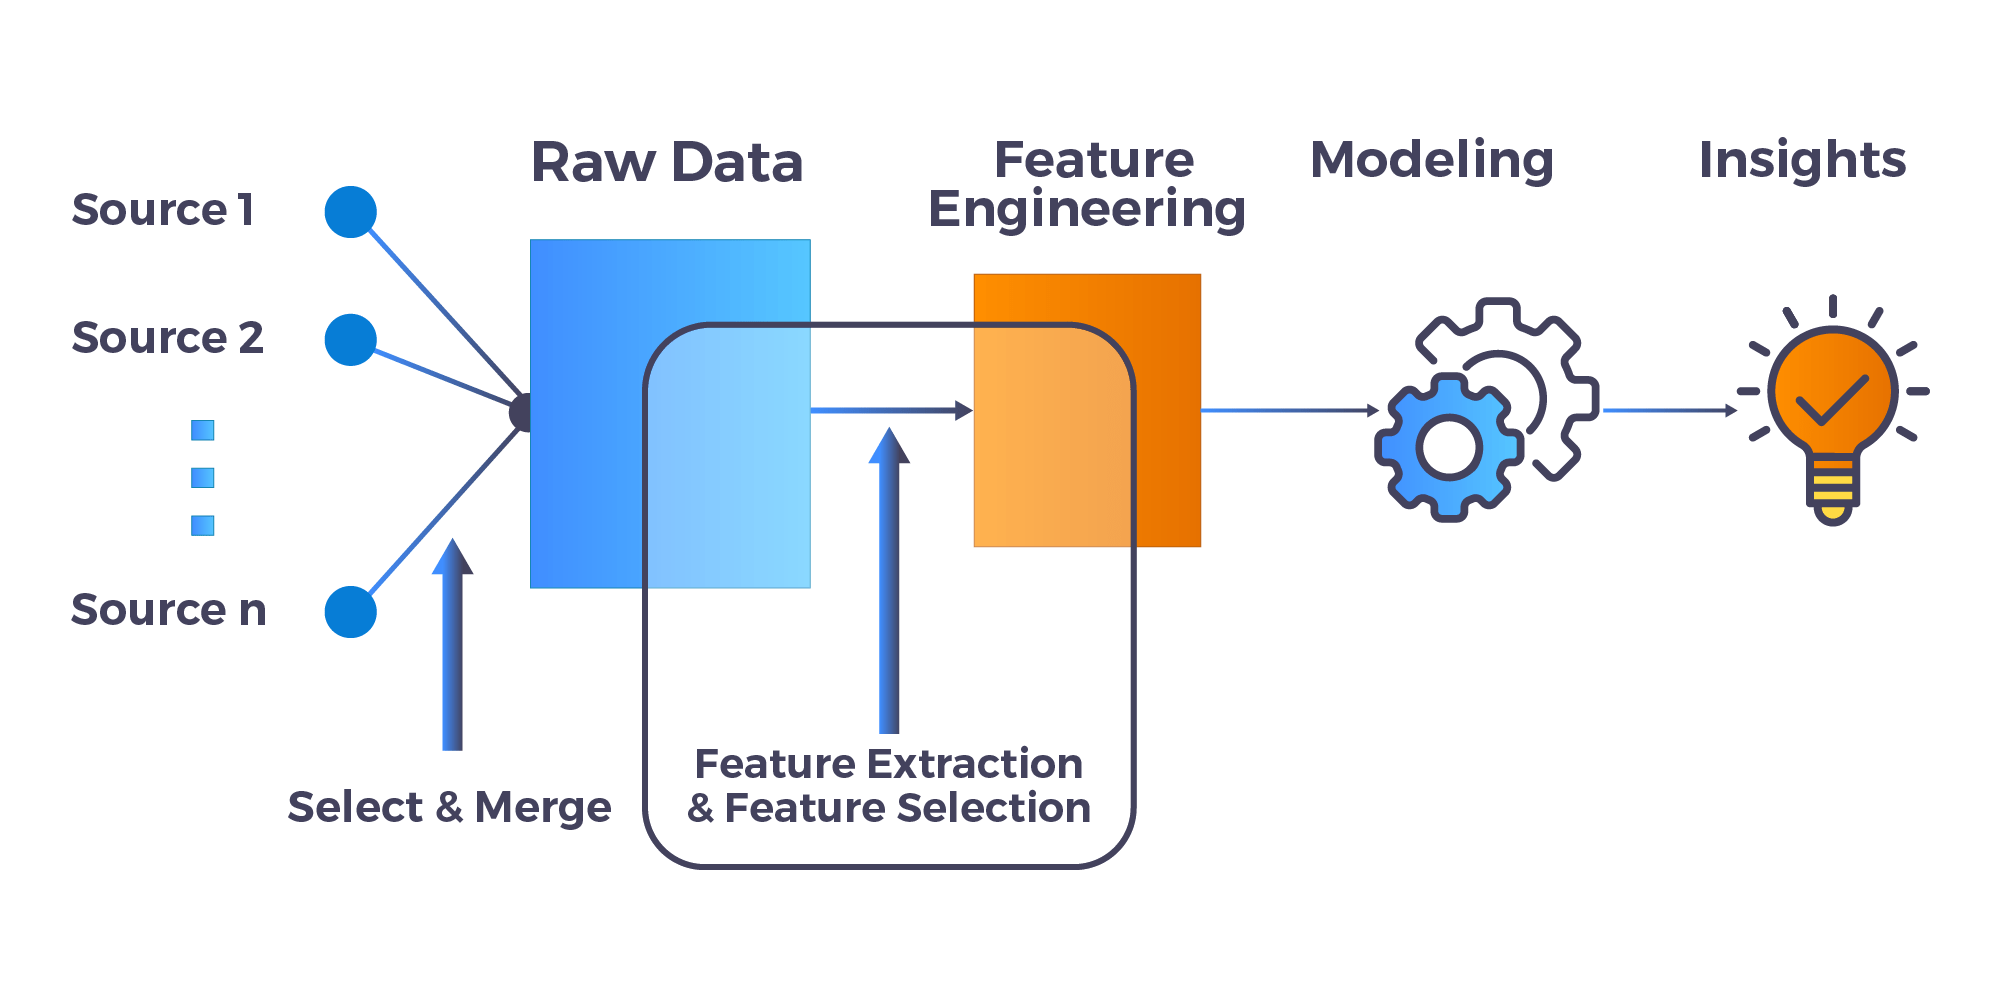 Raw Data
Feature
Engineering
Modeling
Insights
Source 1
Source 2
Source n
Select & Merge
Feature Extraction
& Feature Selection